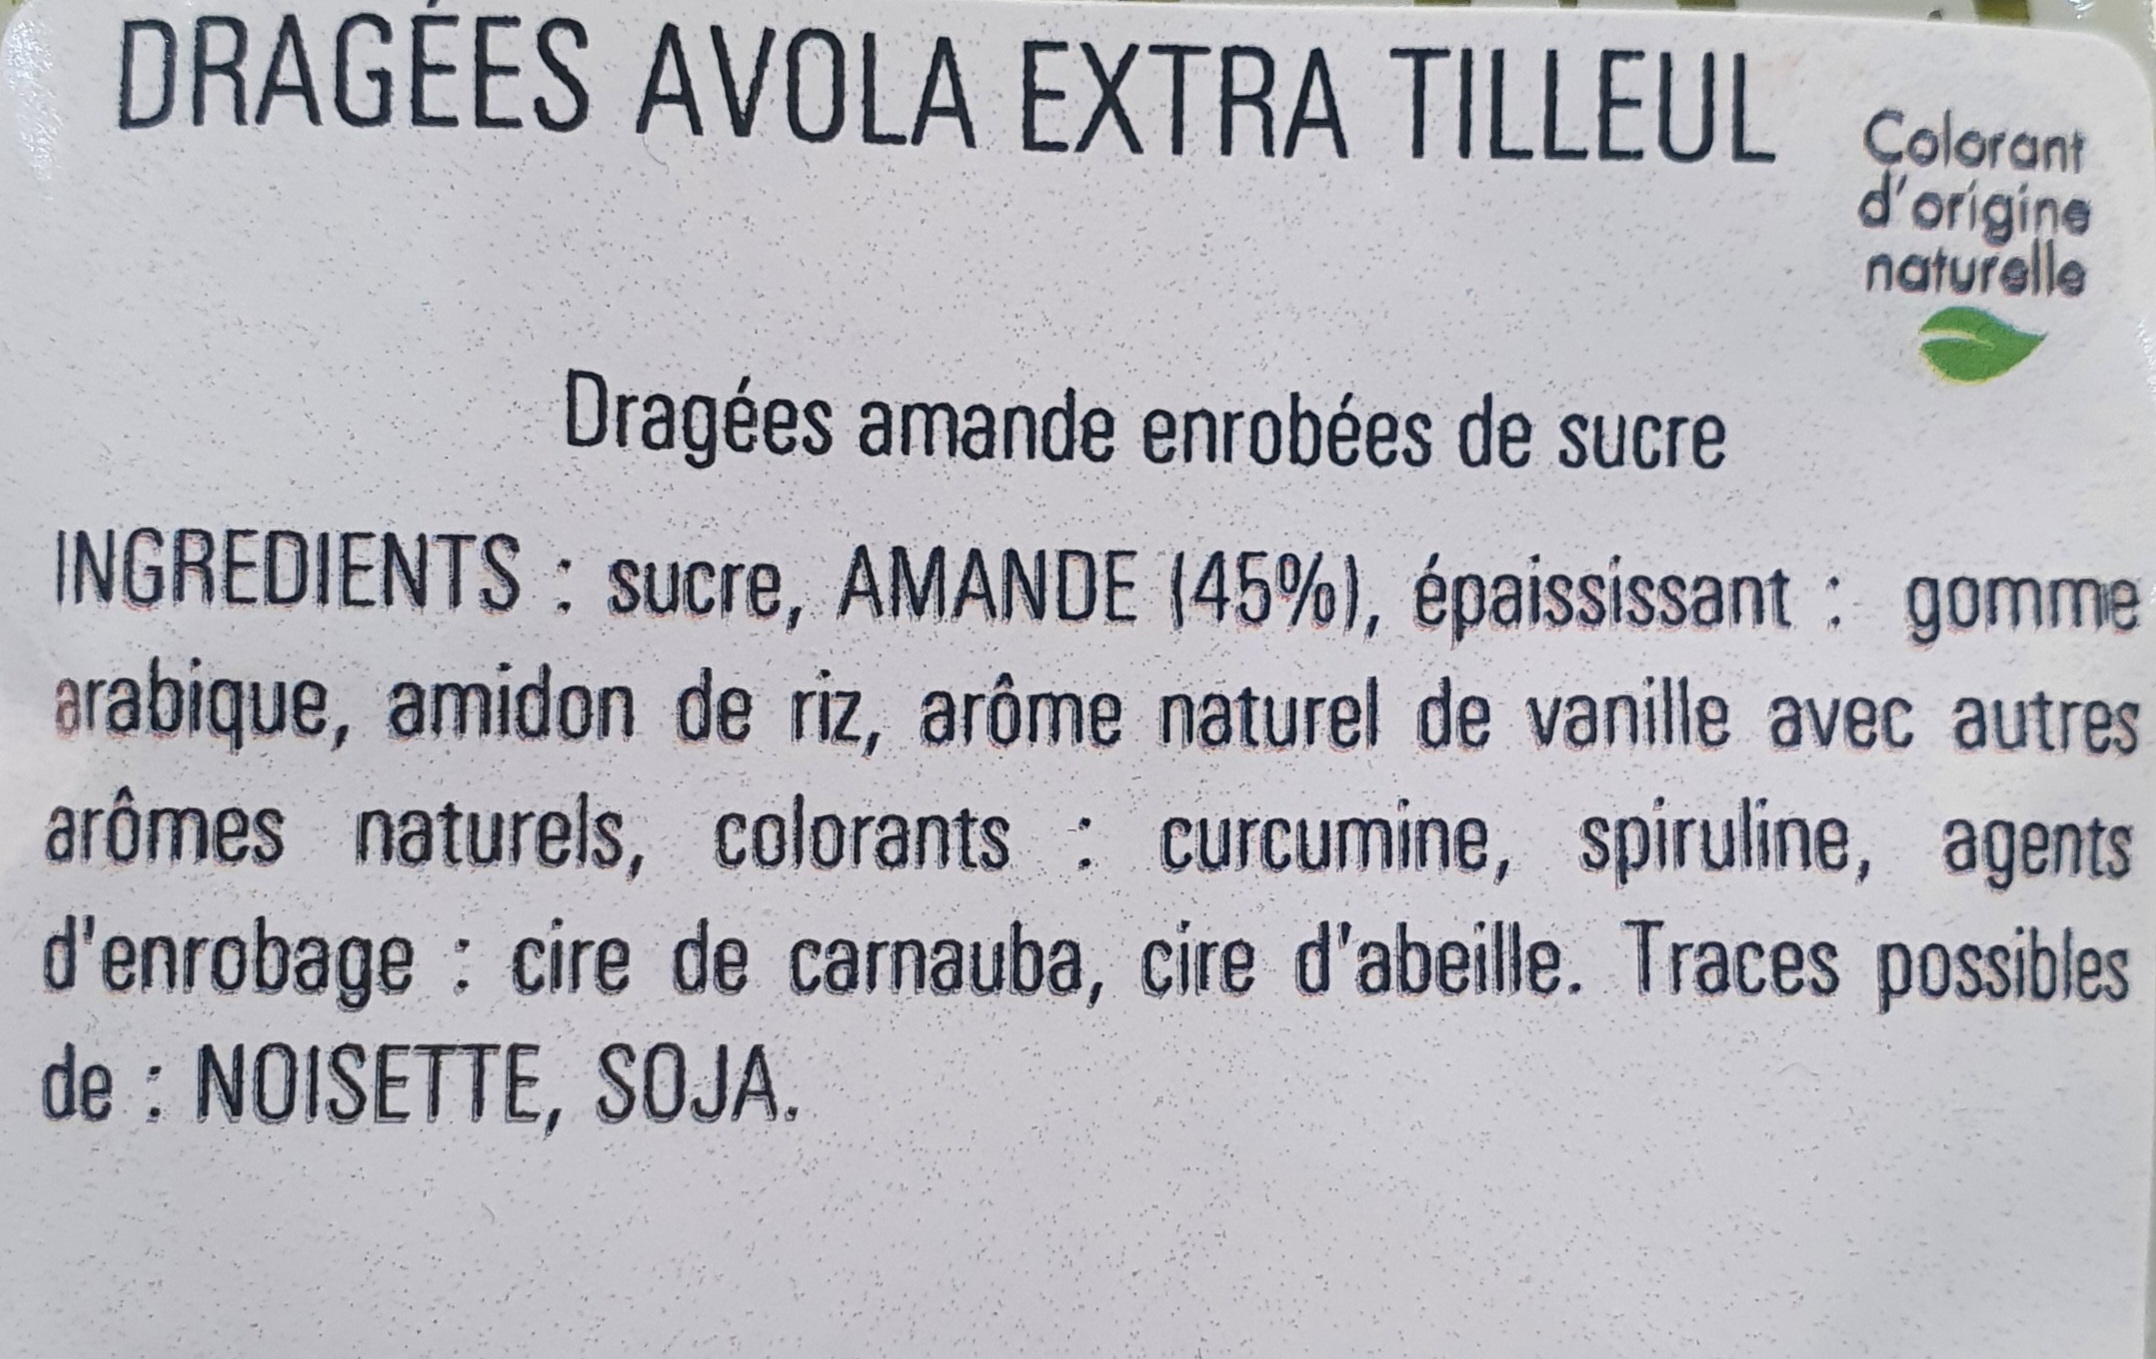 DRAGÉES AVOLA EXTRA TILLEUL
Colorant
d'origine
naturelle
Dragées amande enrobées de sucre
INGREDIENTS : sucre, AMANDE (45%), épaississant : gomme
arabique, amidon de riz, arôme naturel de vanille avec autres
arômes naturels, colorants : curcumine, spiruline, agents
d'enrobage : cire de carnauba, cire d'abeille. Traces possibles
de : NOISETTE, SOJA.